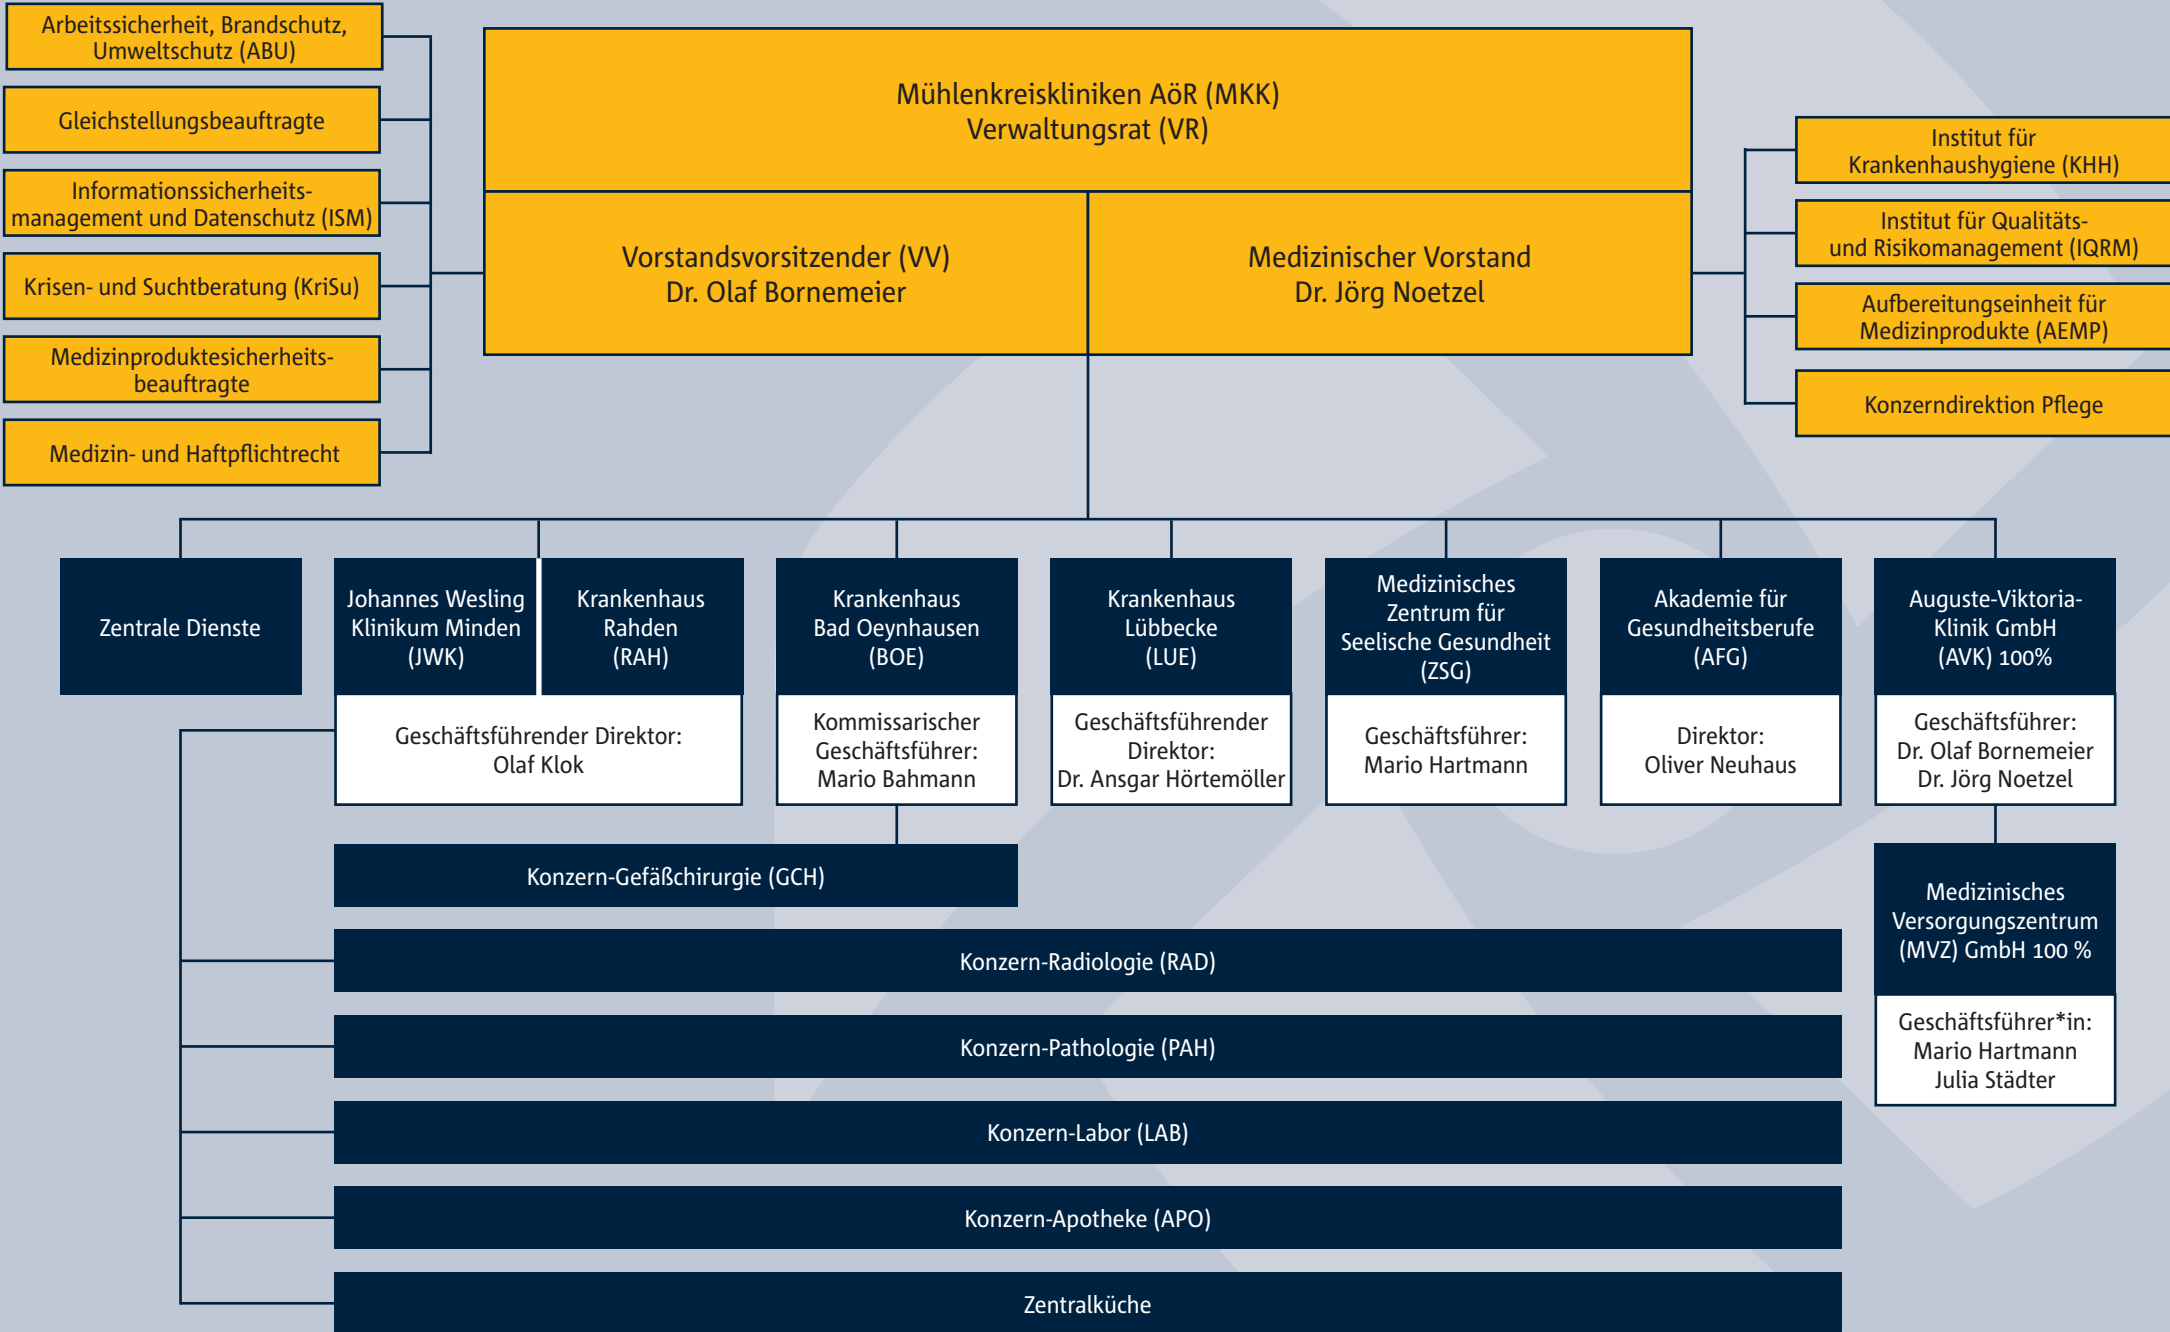 Arbeitssicherheit, Brandschutz,
Umweltschutz (ABU)
Gleichstellungsbeauftragte
Informationssicherheits-
management und Datenschutz (ISM)
Krisen- und Suchtberatung (KriSu)
Medizinproduktesicherheits-
beauftragte
Medizin- und Haftpflichtrecht
Mühlenkreiskliniken AöR (MKK)
Verwaltungsrat (VR)
Vorstandsvorsitzender (VV)
Dr. Olaf Bornemeier
Medizinischer Vorstand
Dr. Jörg Noetzel
Institut für
Krankenhaushygiene (KHH)
Institut für Qualitäts-
und Risikomanagement (IQRM)
Aufbereitungseinheit für
Medizinprodukte (AEMP)
Konzerndirektion Pflege
Zentrale Dienste
Johannes Wesling
Klinikum Minden
(JWK)
Krankenhaus
Rahden
(RAH)
Geschäftsführender Direktor:
Olaf Klok
Krankenhaus
Bad Oeynhausen
(BOE)
Kommissarischer
Geschäftsführer:
Mario Bahmann
Krankenhaus
Lübbecke
(LUE)
Geschäftsführender
Direktor:
Dr. Ansgar Hörtemöller
Medizinisches
Zentrum für
Seelische Gesundheit
(ZSG)
Geschäftsführer:
Mario Hartmann
Akademie für
Gesundheitsberufe
(AFG)
Direktor:
Oliver Neuhaus
Auguste-Viktoria-
Klinik GmbH
(AVK) 100%
Geschäftsführer:
Dr. Olaf Bornemeier
Dr. Jörg Noetzel
Konzern-Gefäßchirurgie (GCH)
Konzern-Radiologie (RAD)
Konzern-Pathologie (PAH)
Konzern-Labor (LAB)
Konzern-Apotheke (APO)
Zentralküche
Medizinisches
Versorgungszentrum
(MVZ) GmbH 100 %
Geschäftsführer*in:
Mario Hartmann
Julia Städter